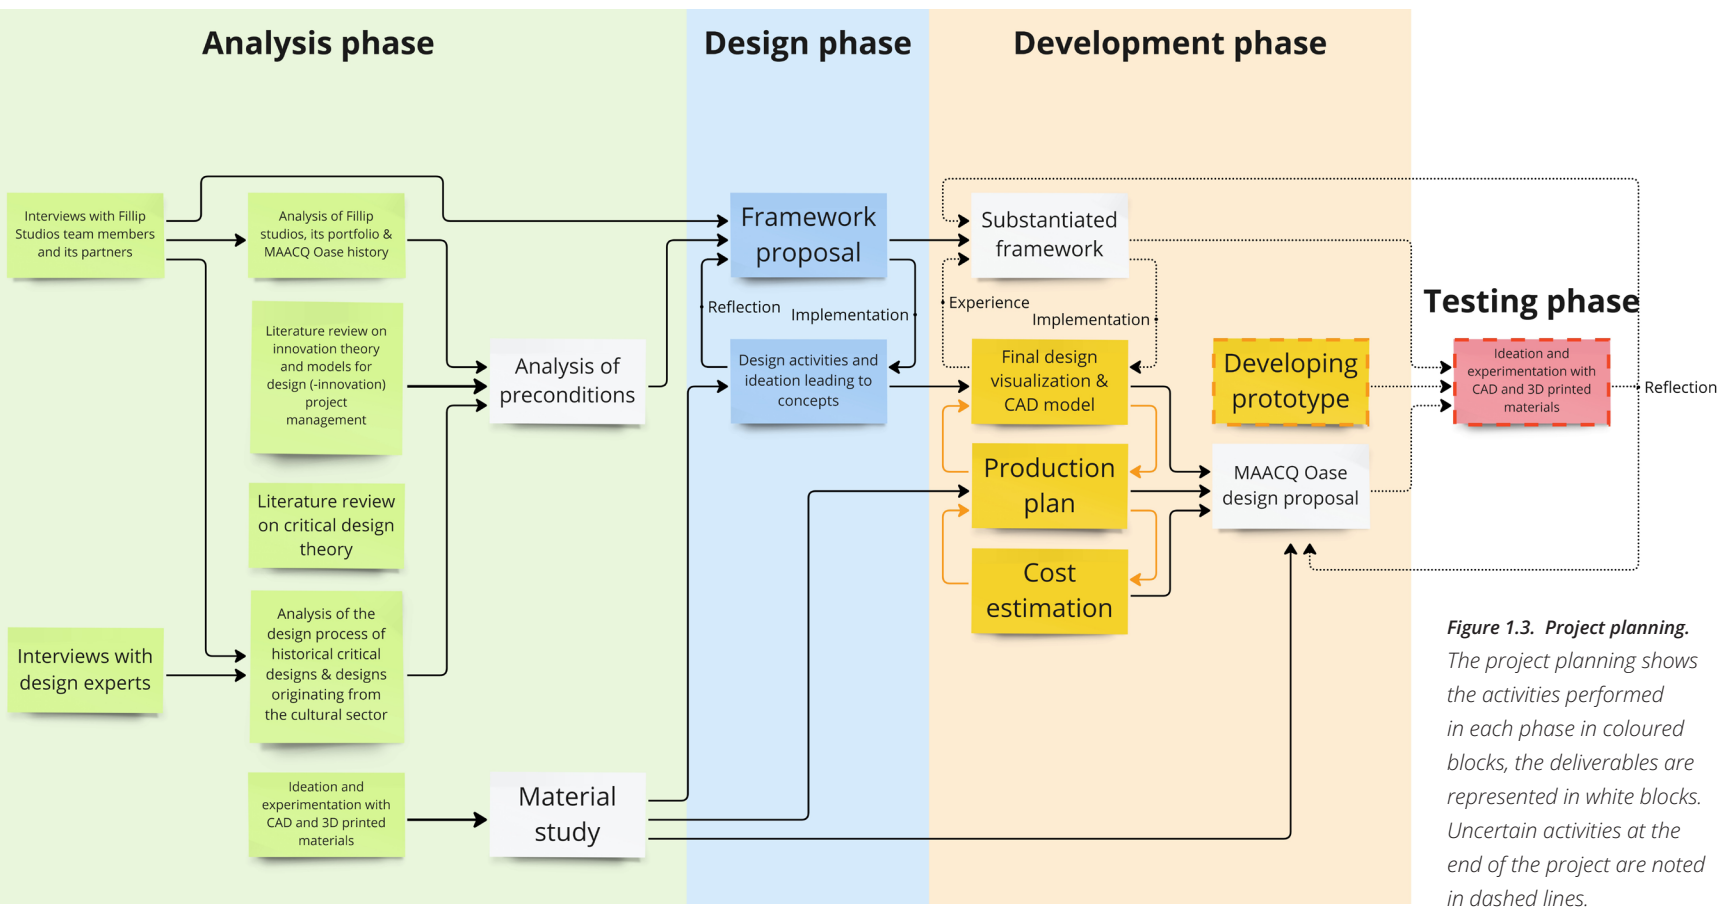 Analysis phase
Design phase
Development phase
Interviews with Fillip
Studios team members
and its partners
Analysis of Fillip
studios, its portfolio &
MAACQ Oase history
Literature review on
innovation theory
and models for
design (-innovation)
project
management
Literature review
on critical design
theory
Interviews with
design experts
Analysis of the
design process of
historical critical
designs & designs
originating from
the cultural sector
Ideation and
experimentation with
CAD and 3D printed
materials
Analysis of
preconditions
Material
study
Framework
proposal
Reflection
Implementation
Design activities and
ideation leading to
concepts
Substantiated
framework
Experience
Implementation
Final design
visualization &
CAD model
Production
plan
Cost
estimation
Developing
prototype
MAACQ Oase
design proposal
Testing phase
Ideation and
experimentation with
CAD and 3D printed
materials
Reflection
Figure 1.3. Project planning.
The project planning shows
the activities performed
in each phase in coloured
blocks, the deliverables are
represented in white blocks.
Uncertain activities at the
end of the project are noted
in dashed lines.